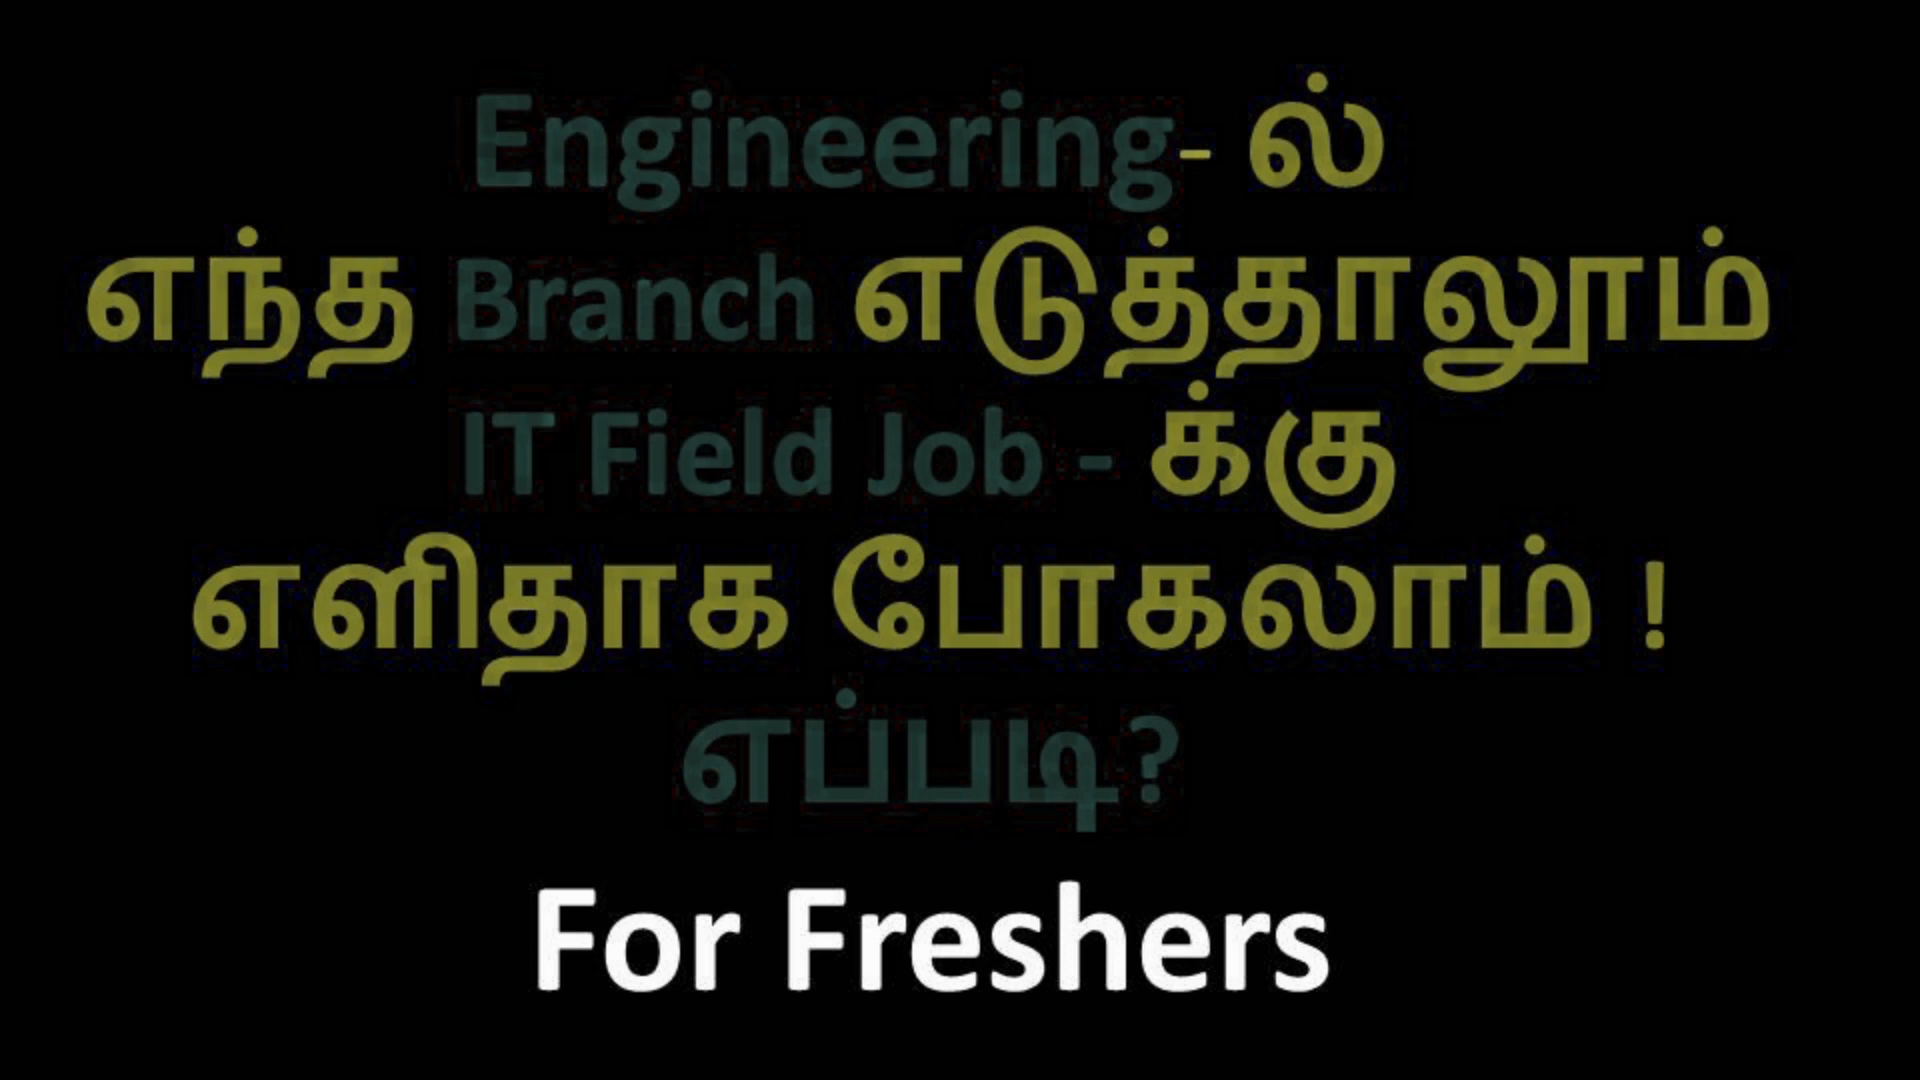 Engineering- ல்
எந்த Branch எடுத்தாலூம்
IT Field Job - க்கு
எளிதாக போகலாம் !
எப்படி?
For Freshers